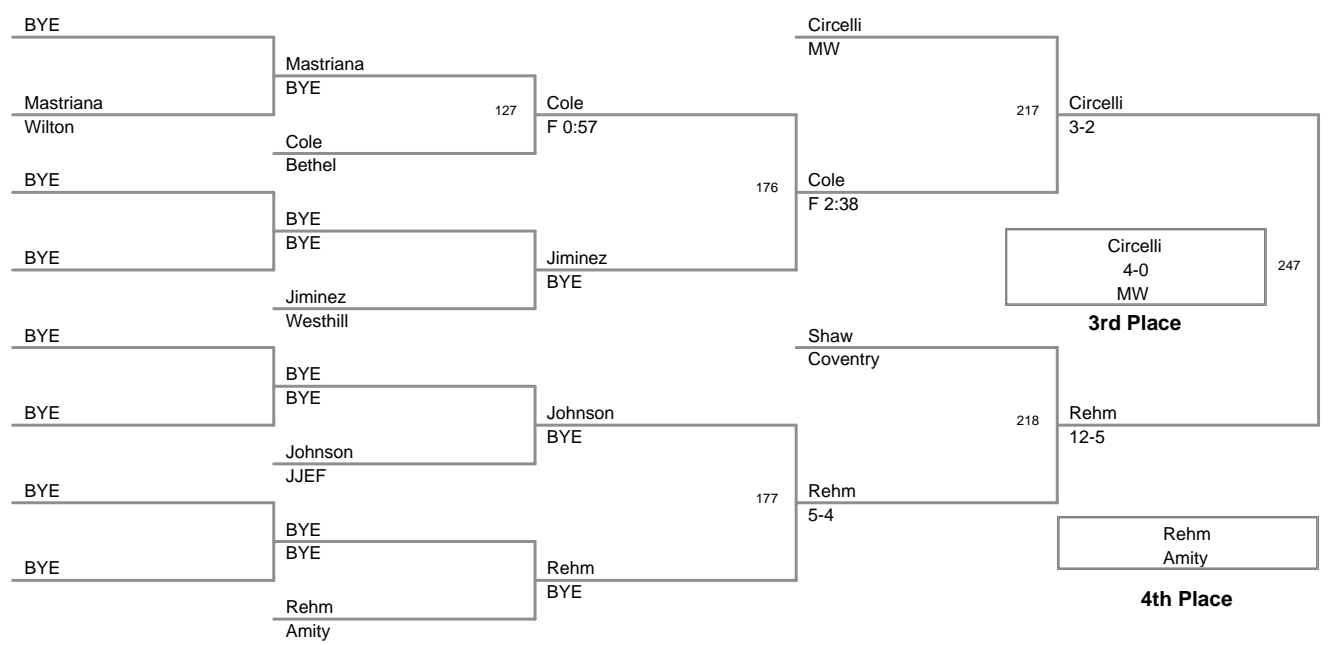 BYE
Mastriana
Wilton
BYE
BYE
BYE
BYE
BYE
BYE
Mastriana
BYE
Cole
Bethel
BYE
BYE
Jiminez
Westhill
BYE
BYE
Johnson
JJEF
BYE
BYE
Rehm
Amity
127
Cole
F 0:57
Jiminez
BYE
Johnson
BYE
Rehm
BYE
176
177
Circelli
MW
Cole
F 2:38
Shaw
Coventry
Rehm
5-4
217
218
Circelli
3-2
Rehm
12-5
247
Circelli
4-0
MW
3rd Place
Rehm
Amity
4th Place